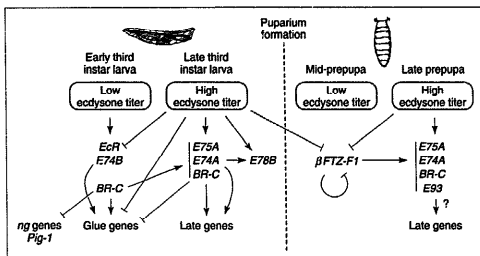 Puparium
formation
Early third
instar larva
Late third
instar larva
Mid-prepupa
Late prepupa
Low
ecdysone titer
High
ecdysone titer
Low
ecdysone titer
High
ecdysone titer
EcR
E74B
E75A
E74A
BR-C
E78B
βFTZ-F1
E75A
E74A
BR-C
E93
BR-C
?
ng genes
Pig-1
Glue genes
Late genes
Late genes